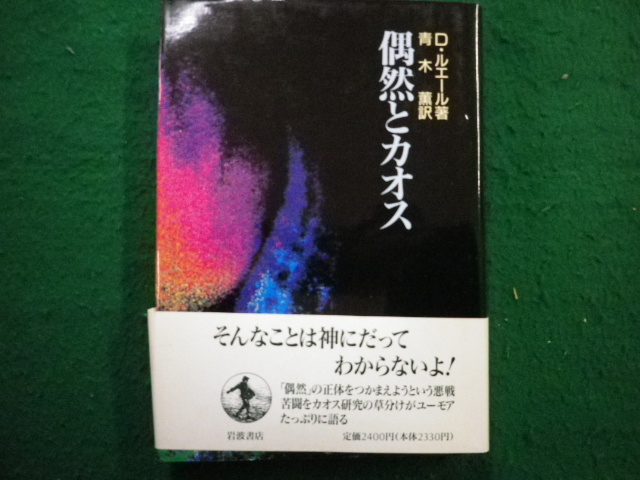 D・ルエール著
青木 薫訳
偶然とカオス
そんなことは神にだって
わからないよ!
「偶然」の正体をつかまえようという悪戦
苦闘をカオス研究の草分けがユーモア
たっぷりに語る
岩波書店
定価2400円(本体2330円)